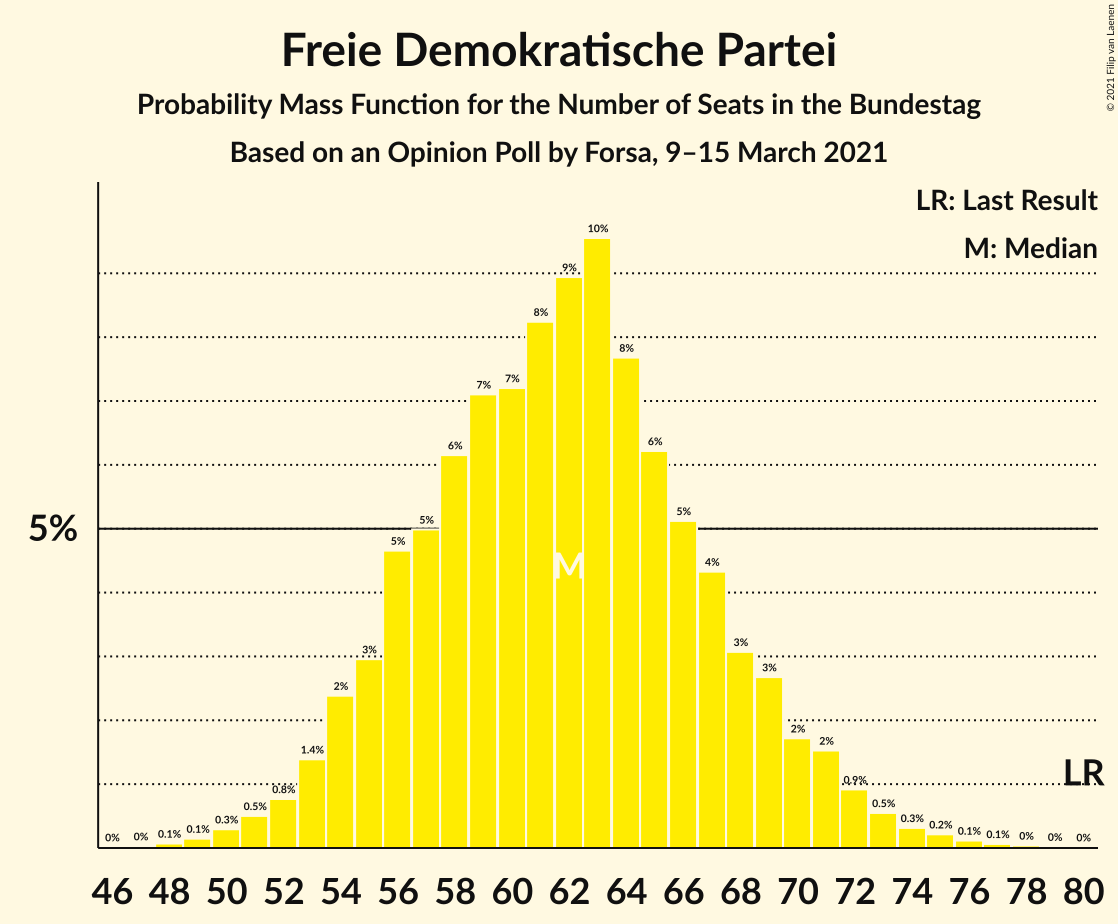 Freie Demokratische Partei
Probability Mass Function for the Number of Seats in the Bundestag
Based on an Opinion Poll by Forsa, 9–15 March 2021
© 2021 Filip van Laenen
LR: Last Result
M: Median
5%
0% 0% 0.1% 0.1% 0.3% 0.5% 0.8% 1.4% 2% 3% 5% 5% 6% 7% 7% 8% 9% 10% 8% 6% 5% 4% 3% 3% 2% 2% 0.9% 0.5% 0.3% 0.2% 0.1% 0.1% 0% 0% 0%
M
LR
46 48 50 52 54 56 58 60 62 64 66 68 70 72 74 76 78 80